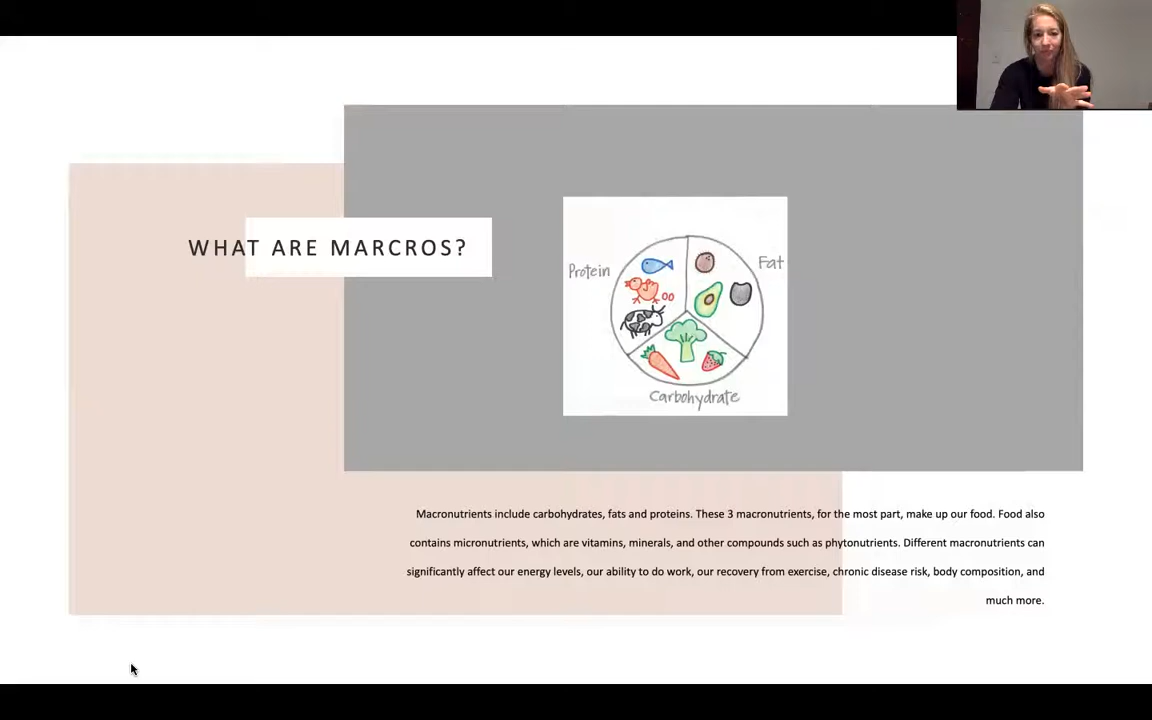 WHAT ARE MARCROS?
Protein
Fat
Carbohydrate
Macronutrients include carbohydrates, fats and proteins. These 3 macronutrients, for the most part, make up our food. Food also
contains micronutrients, which are vitamins, minerals, and other compounds such as phytonutrients. Different macronutrients can
significantly affect our energy levels, our ability to do work, our recovery from exercise, chronic disease risk, body composition, and
much more.